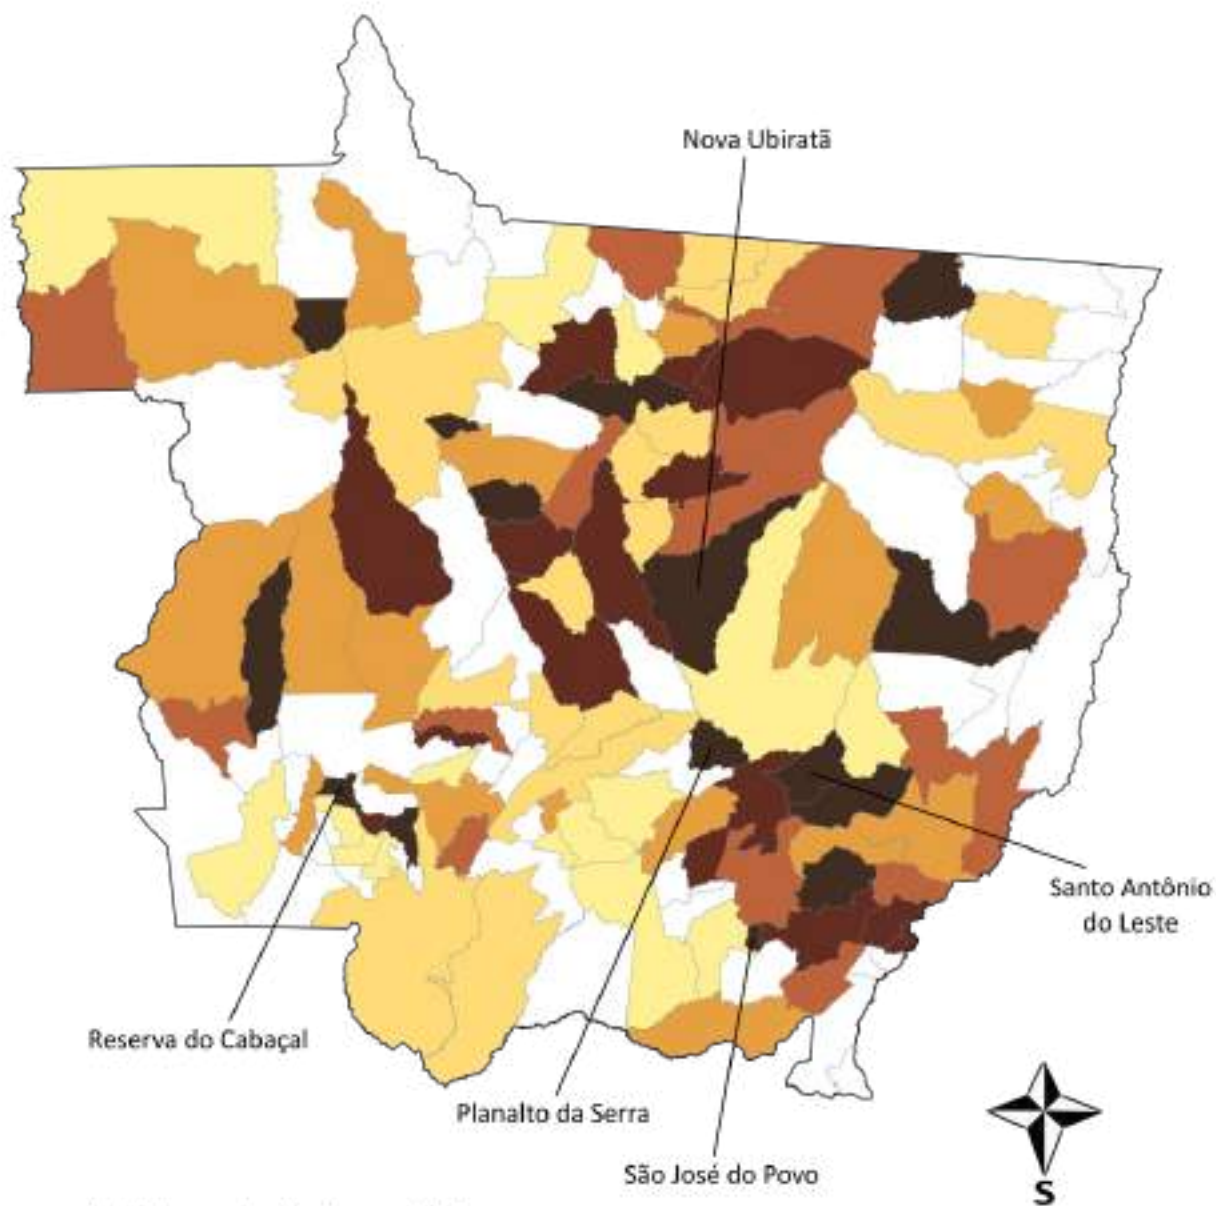 Nova Ubiratã
Santo Antônio
do Leste
Reserva do Cabaçal
Planalto da Serra
São José do Povo
S